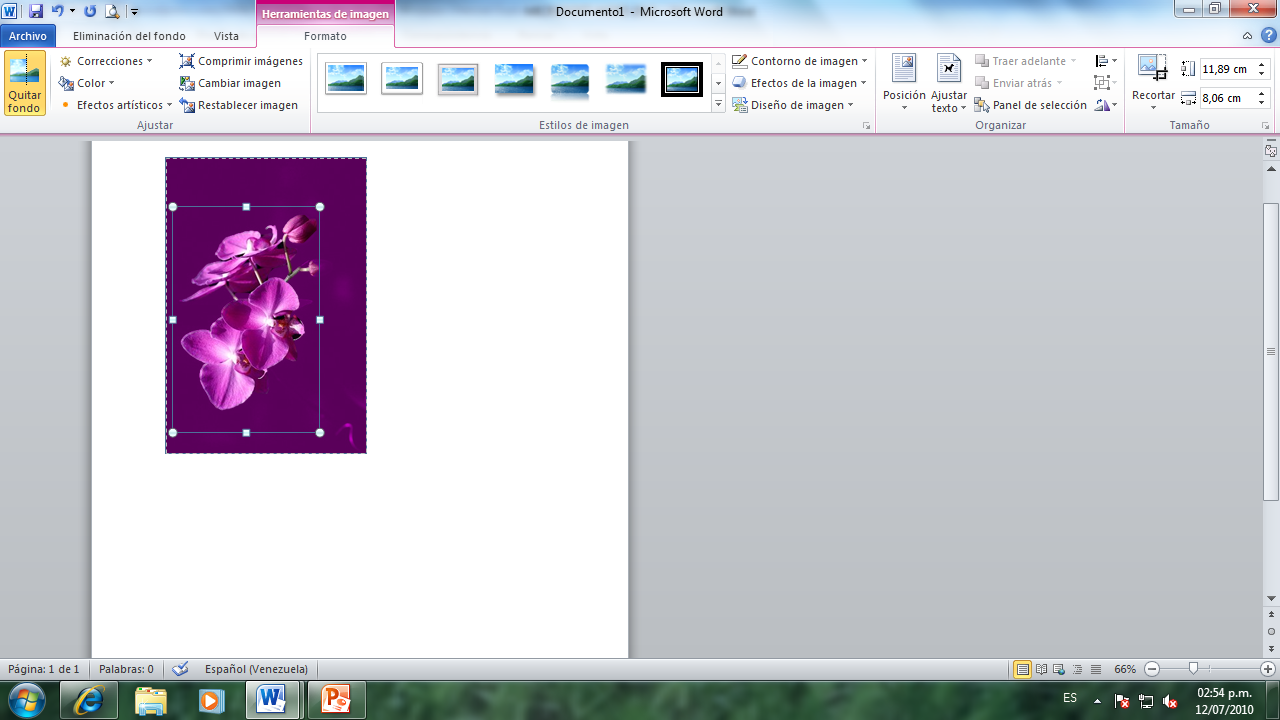 Herramientas de imagen
Documento1 - Microsoft Word
Archivo
Eliminación del fondo
Vista
Formato
Quitar
fondo
Correcciones
Color
Efectos artísticos
Comprimir imágenes
Cambiar imagen
Restablecer imagen
Ajustar
Estilos de imagen
Contorno de imagen
Efectos de la imagen
Diseño de imagen
Posición
Ajustar
texto
Traer adelante
Enviar atrás
Panel de selección
Organizar
Recortar
11,89 cm
8,06 cm
Tamaño
Página: 1 de 1
Palabras: 0
Español (Venezuela)
66%
ES
02:54 p.m.
12/07/2010